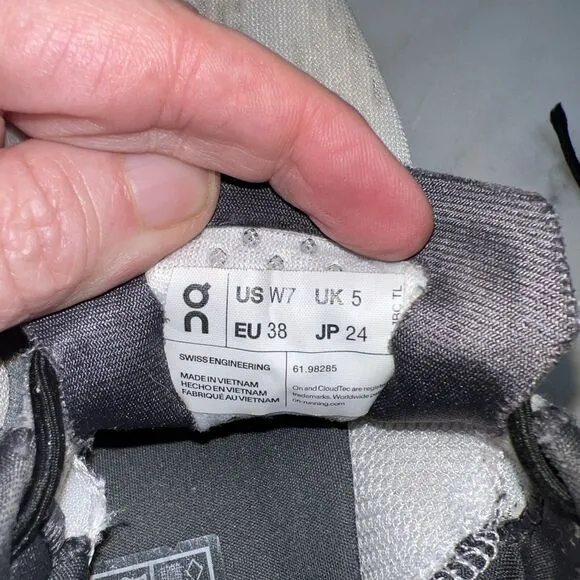 on
US W7 UK 5
EU 38 JP 24
SWISS ENGINEERING
MADE IN VIETNAM
HECHO EN VIETNAM
FABRIQUÉ AU VIETNAM
61.98285
On and CloudTec are
trademarks. Worldwide
on-running.com
TL